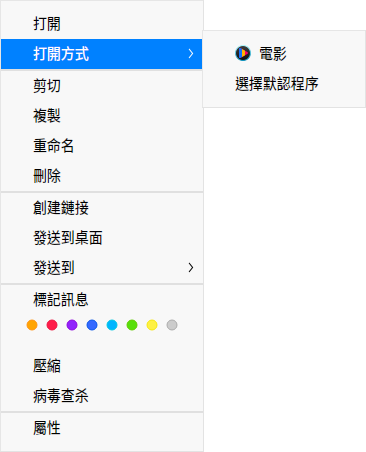 打開
打開方式
電影
選擇默認程序
剪切
複製
重命名
刪除
創建鏈接
發送到桌面
發送到
標記訊息
壓縮
病毒查杀
屬性